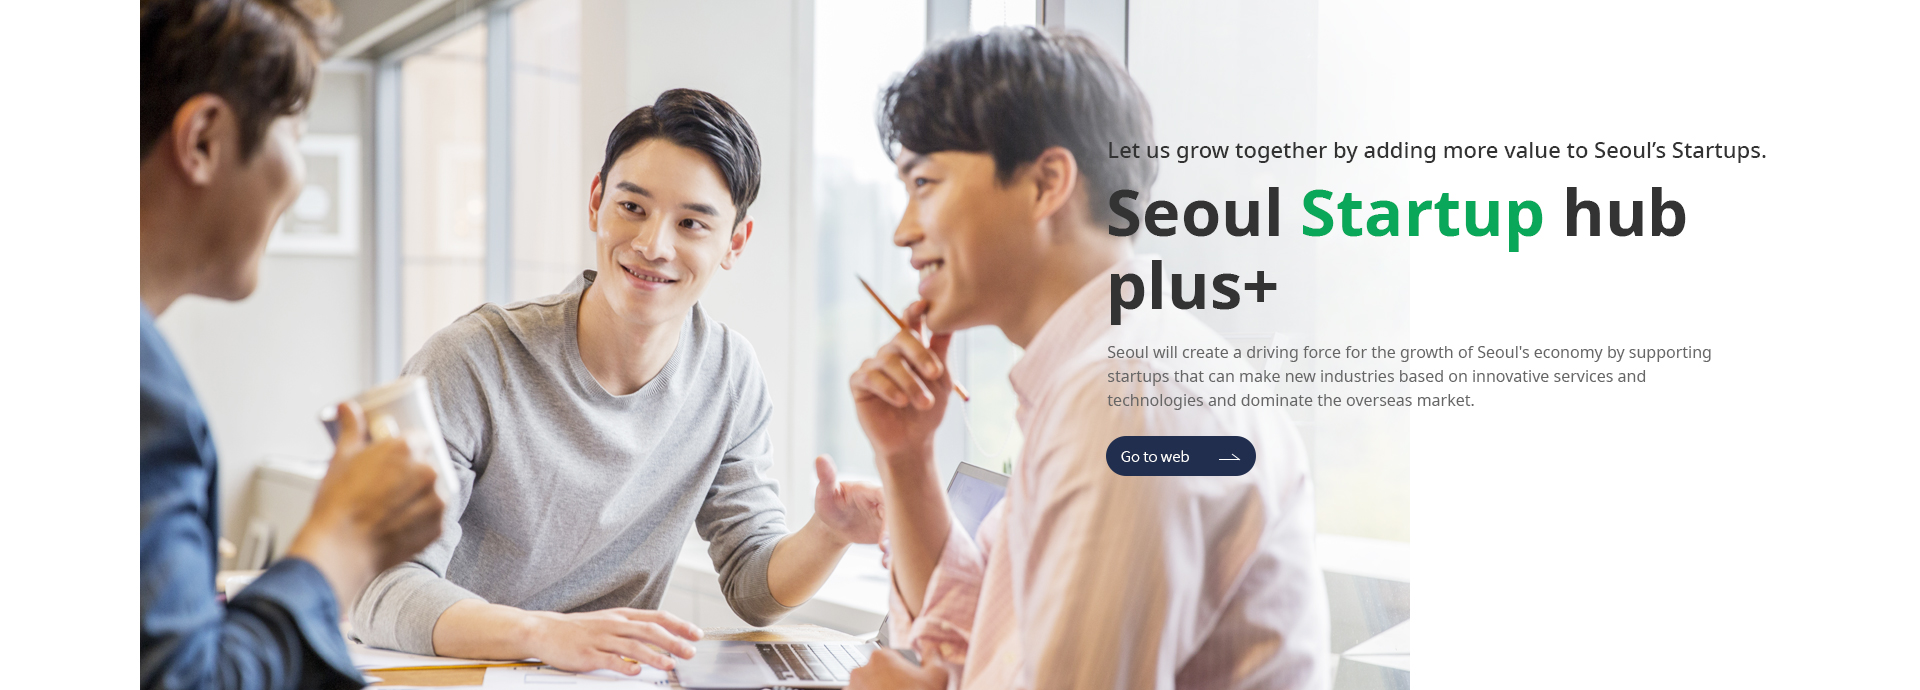 Let us grow together by adding more value to Seoul’s Startups.
Seoul Startup hub
plus+
Seoul will create a driving force for the growth of Seoul's economy by supporting
startups that can make new industries based on innovative services and
technologies and dominate the overseas market.
Go to web